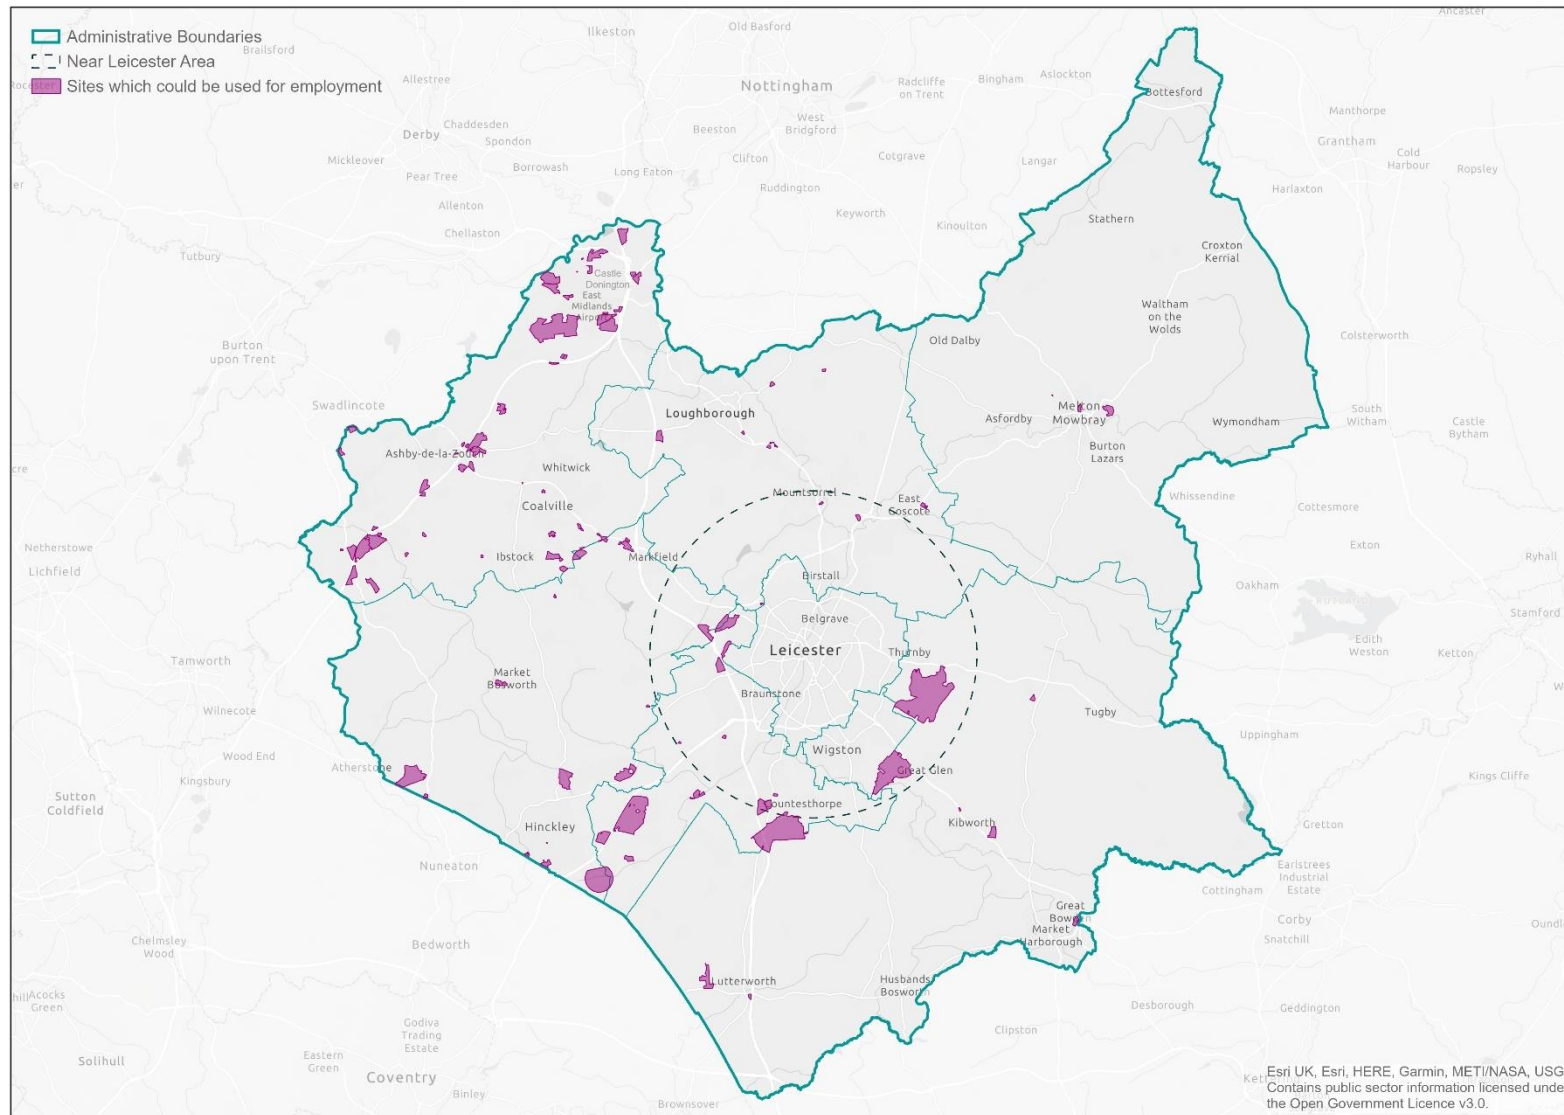 Administrative Boundaries
Near Leicester Area
Sites which could be used for employment
Ancaster
Old Basford
Ilkeston
Brailsford
Allestree
Nottingham
Radcliffe
on Trent
Bingham
Aslockton
Bottesford
Manthorpe
Chaddesden
Derby
Spondon
Beeston
West
Bridgford
Grantham
Mickleover
Borrowash
Clifton
Cotgrave
Langar
Cold
Harbour
Ropsley
Pear Tree
Long Eaton
Ruddington
Harlaxton
Allenton
Keyworth
Stathern
Chellaston
Kinoulton
Croxton
Kerrial
Tutbury
Castle
Donington
East
Midlands
Airport
Waltham
on the
Wolds
Burton
upon Trent
Old Dalby
Colsterworth
Swadlincote
Loughborough
Melton
Mowbray
Asfordby
South
Witham
Castle
Bytham
Wymondham
Ashby-de-la-Zouch
Whitwick
Burton
Lazars
Mountsorrel
East
Goscote
Whissendine
Cottesmore
Coalville
Netherstowe
Lichfield
Ibstock
Markfield
Exton
Ryhall
Birstall
Oakham
Stamford
Belgrave
Edith
Weston
Ketton
Leicester
Thurnby
Tamworth
Market
Bosworth
Braunstone
Wilnecote
Tugby
Uppingham
Wood End
Wigston
Atherstone
Great Glen
Kingsbury
Kings Cliffe
Sutton
Coldfield
Countesthorpe
Hinckley
Kibworth
Gretton
Nuneaton
Earlstrees
Industrial
Estate
Cottingham
Great
Bowden
Market
Harborough
Corby
Snatchill
Oundl
Chelmsley
Wood
Bedworth
Lutterworth
Husbands
Bosworth
Acocks
Green
Desborough
Geddington
Godiva
Trading
Estate
Clipston
Solihull
Eastern
Green
Coventry
Binley
Brownsover
Esri UK, Esri, HERE, Garmin, METI/NASA, USG
Contains public sector information licensed unde
the Open Government Licence v3.0.